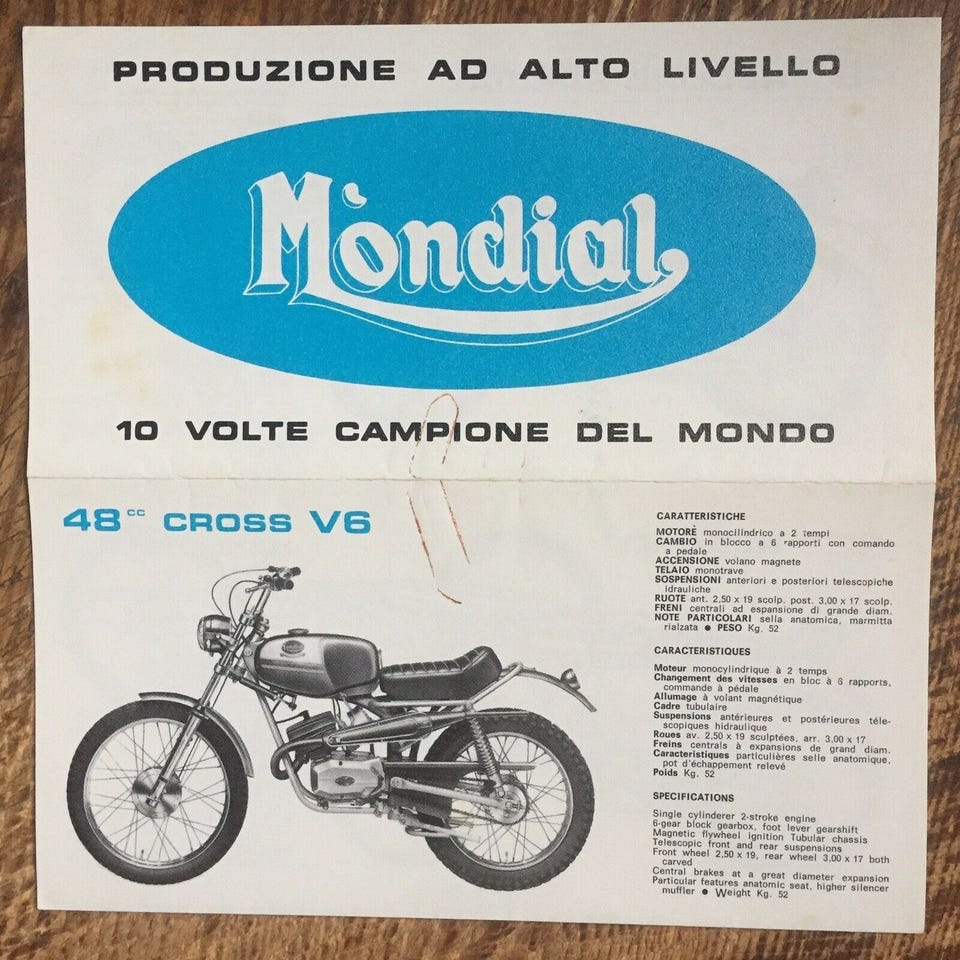 PRODUZIONE AD ALTO LIVELLO
Mòndial
10 VOLTE CAMPIONE DEL MONDO
48cc CROSS V6
CARATTERISTICHE
MOTORÈ monocilindrico a 2 tempi
CAMBIO in blocco a 6 rapporti con comando
a pedale
ACCENSIONE volano magnete
TELAIO monotrave
SOSPENSIONI anteriori e posteriori telescopiche
Idrauliche
RUOTE ant. 2,50 x 19 scolp. post. 3,00 x 17 scolp.
FRENI centrali ad espansione di grande diam.
NOTE PARTICOLARI sella anatomica, marmitta
rialzata ● PESO Kg. 52
CARACTERISTIQUES
Moteur monocylindrique à 2 temps
Changement des vitesses en bloc à 6 rapports,
commande à pédale
Allumage à volant magnétique
Cadre tubulaire
Suspensions antérieures et postérieures téle-
scopiques hidraulique
Roues av. 2,50 x 19 sculptées, arr. 3,00 x 17
Freins centrals à expansions de grand diam.
Caracteristiques particulières selle anatomique,
pot d'échappement relevé
Poids Kg. 52
SPECIFICATIONS
Single cylinderer 2-stroke engine
6-gear block gearbox, foot lever gearshift
Magnetic flywheel ignition Tubular chassis
Telescopic front and rear suspensions
Front wheel 2,50 x 19, rear wheel 3,00 x 17 both
carved
Central brakes at a great diameter expansion
Particular features anatomic seat, higher silencer
muffler ● Weight Kg. 52